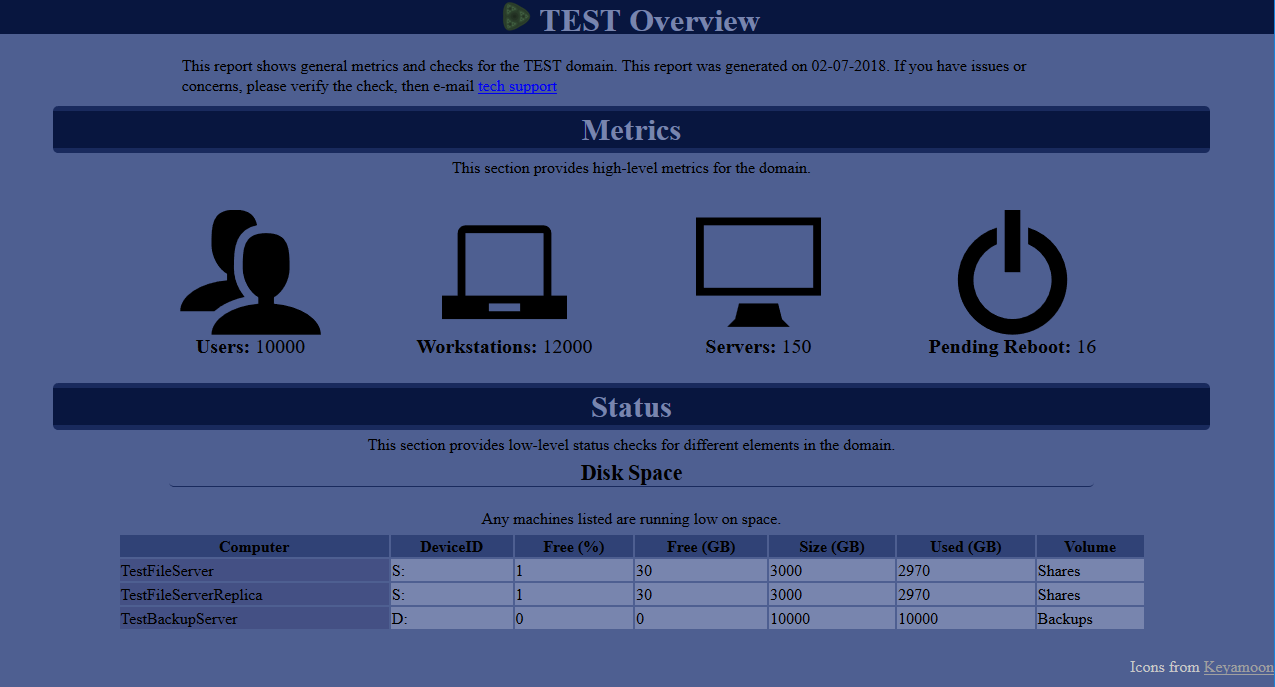 TEST Overview
This report shows general metrics and checks for the TEST domain. This report was generated on 02-07-2018. If you have issues or
concerns, please verify the check, then e-mail tech support
Metrics
This section provides high-level metrics for the domain.
Users: 10000 Workstations: 12000 Servers: 150 Pending Reboot: 16
Status
This section provides low-level status checks for different elements in the domain.
Disk Space
Any machines listed are running low on space.
Computer DeviceID Free (%) Free (GB) Size (GB) Used (GB) Volume
TestFileServer S: 1 30 3000 2970 Shares
TestFileServerReplica S: 1 30 3000 2970 Shares
TestBackupServer D: 0 0 10000 10000 Backups
Icons from Keyamoon